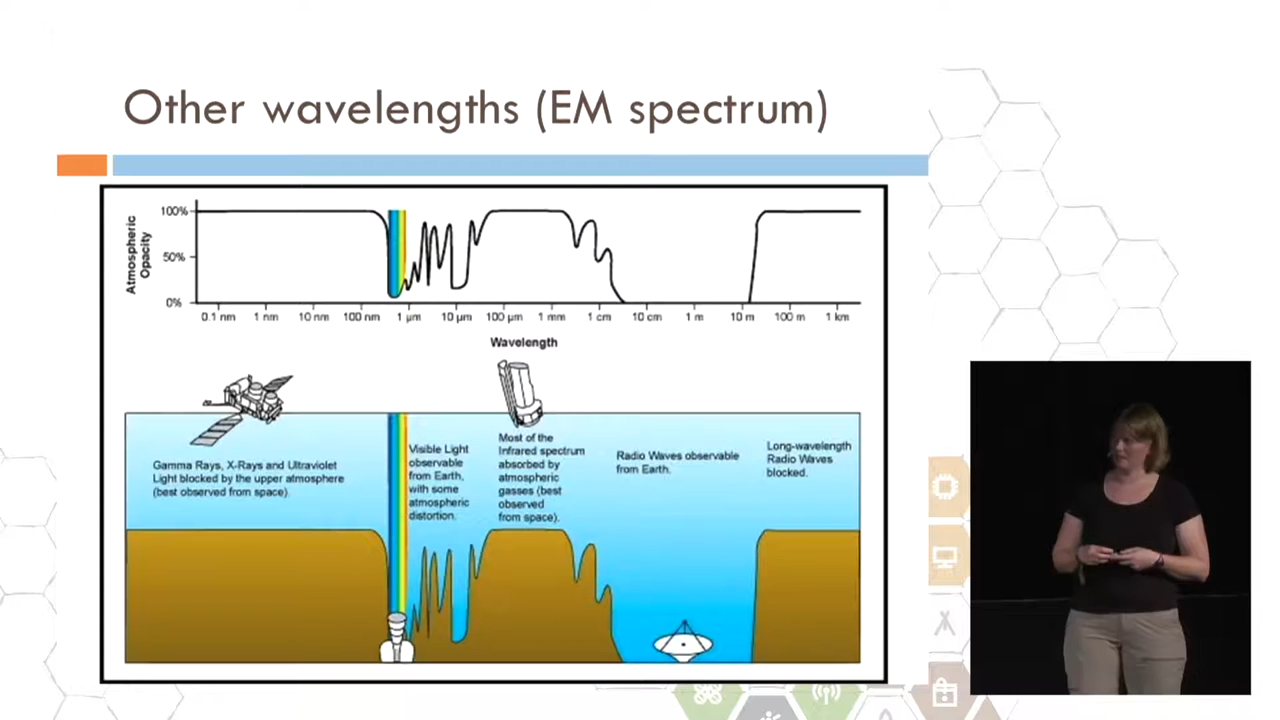 Other wavelengths (EM spectrum)
Atmospheric
Opacity
100%
50%
0%
0.1 nm 1 nm 10 nm 100 nm 1 μm 10 μm 100 μm 1 mm 1 cm 10 cm 1 m 10 m 100 m 1 km
Wavelength
Gamma Rays, X-Rays and Ultraviolet
Light blocked by the upper atmosphere
(best observed from space).
Visible Light
observable
from Earth,
with some
atmospheric
distortion.
Most of the
Infrared spectrum
absorbed by
atmospheric
gasses (best
observed
from space).
Radio Waves observable
from Earth.
Long-wavelength
Radio Waves
blocked.